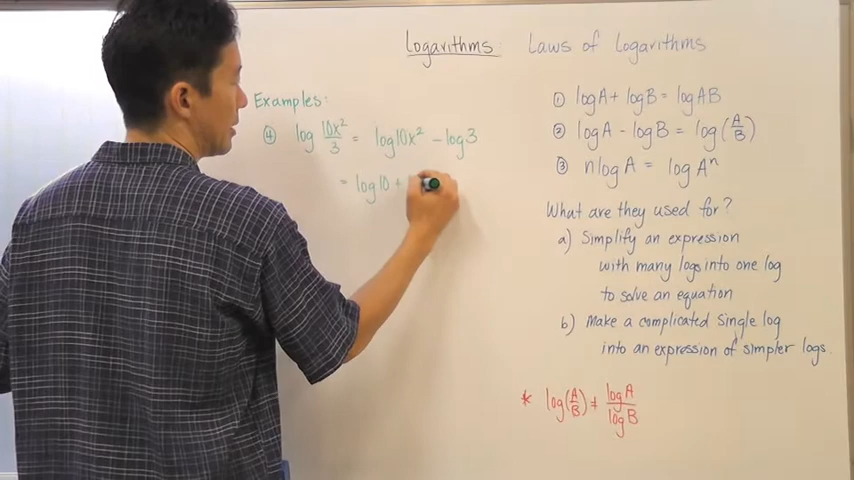 Logarithms Laws of Logarithms
Examples:
④ log 10x²/3 = log10x² - log3
= log10 +
① logA + logB = logAB
② logA - logB = log(A/B)
③ nlogA = logAⁿ
What are they used for?
a) Simplify an expression
with many logs into one log
to solve an equation
b) Make a complicated single log
into an expression of simpler logs.
* log(A/B) ≠ logA/logB